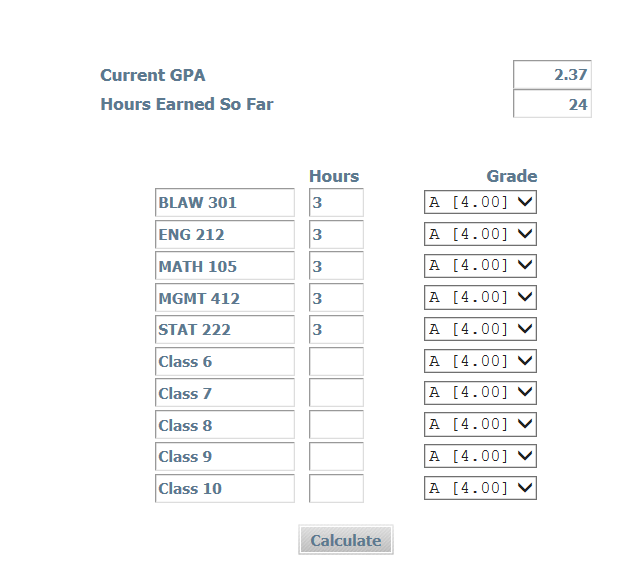 Current GPA 2.37
Hours Earned So Far 24
Hours Grade
BLAW 301 3 A [4.00]
ENG 212 3 A [4.00]
MATH 105 3 A [4.00]
MGMT 412 3 A [4.00]
STAT 222 3 A [4.00]
Class 6 A [4.00]
Class 7 A [4.00]
Class 8 A [4.00]
Class 9 A [4.00]
Class 10 A [4.00]
Calculate